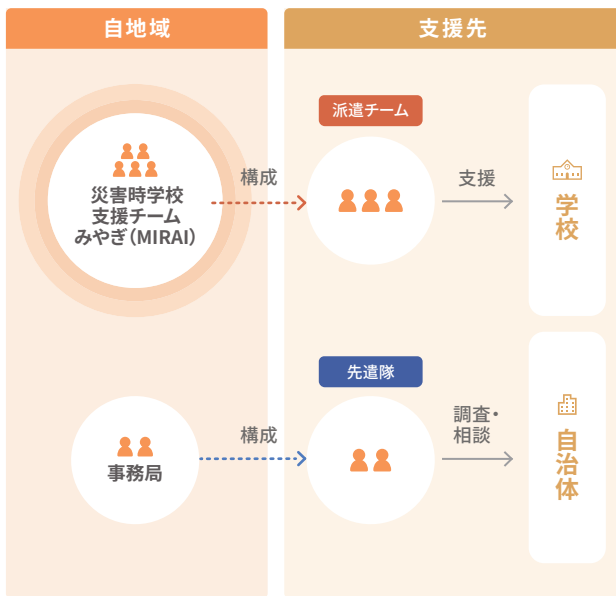 自地域
支援先
災害時学校
支援チーム
みやぎ（MIRAI）
構成
派遣チーム
支援
学校
事務局
構成
先遣隊
調査・
相談
自治体